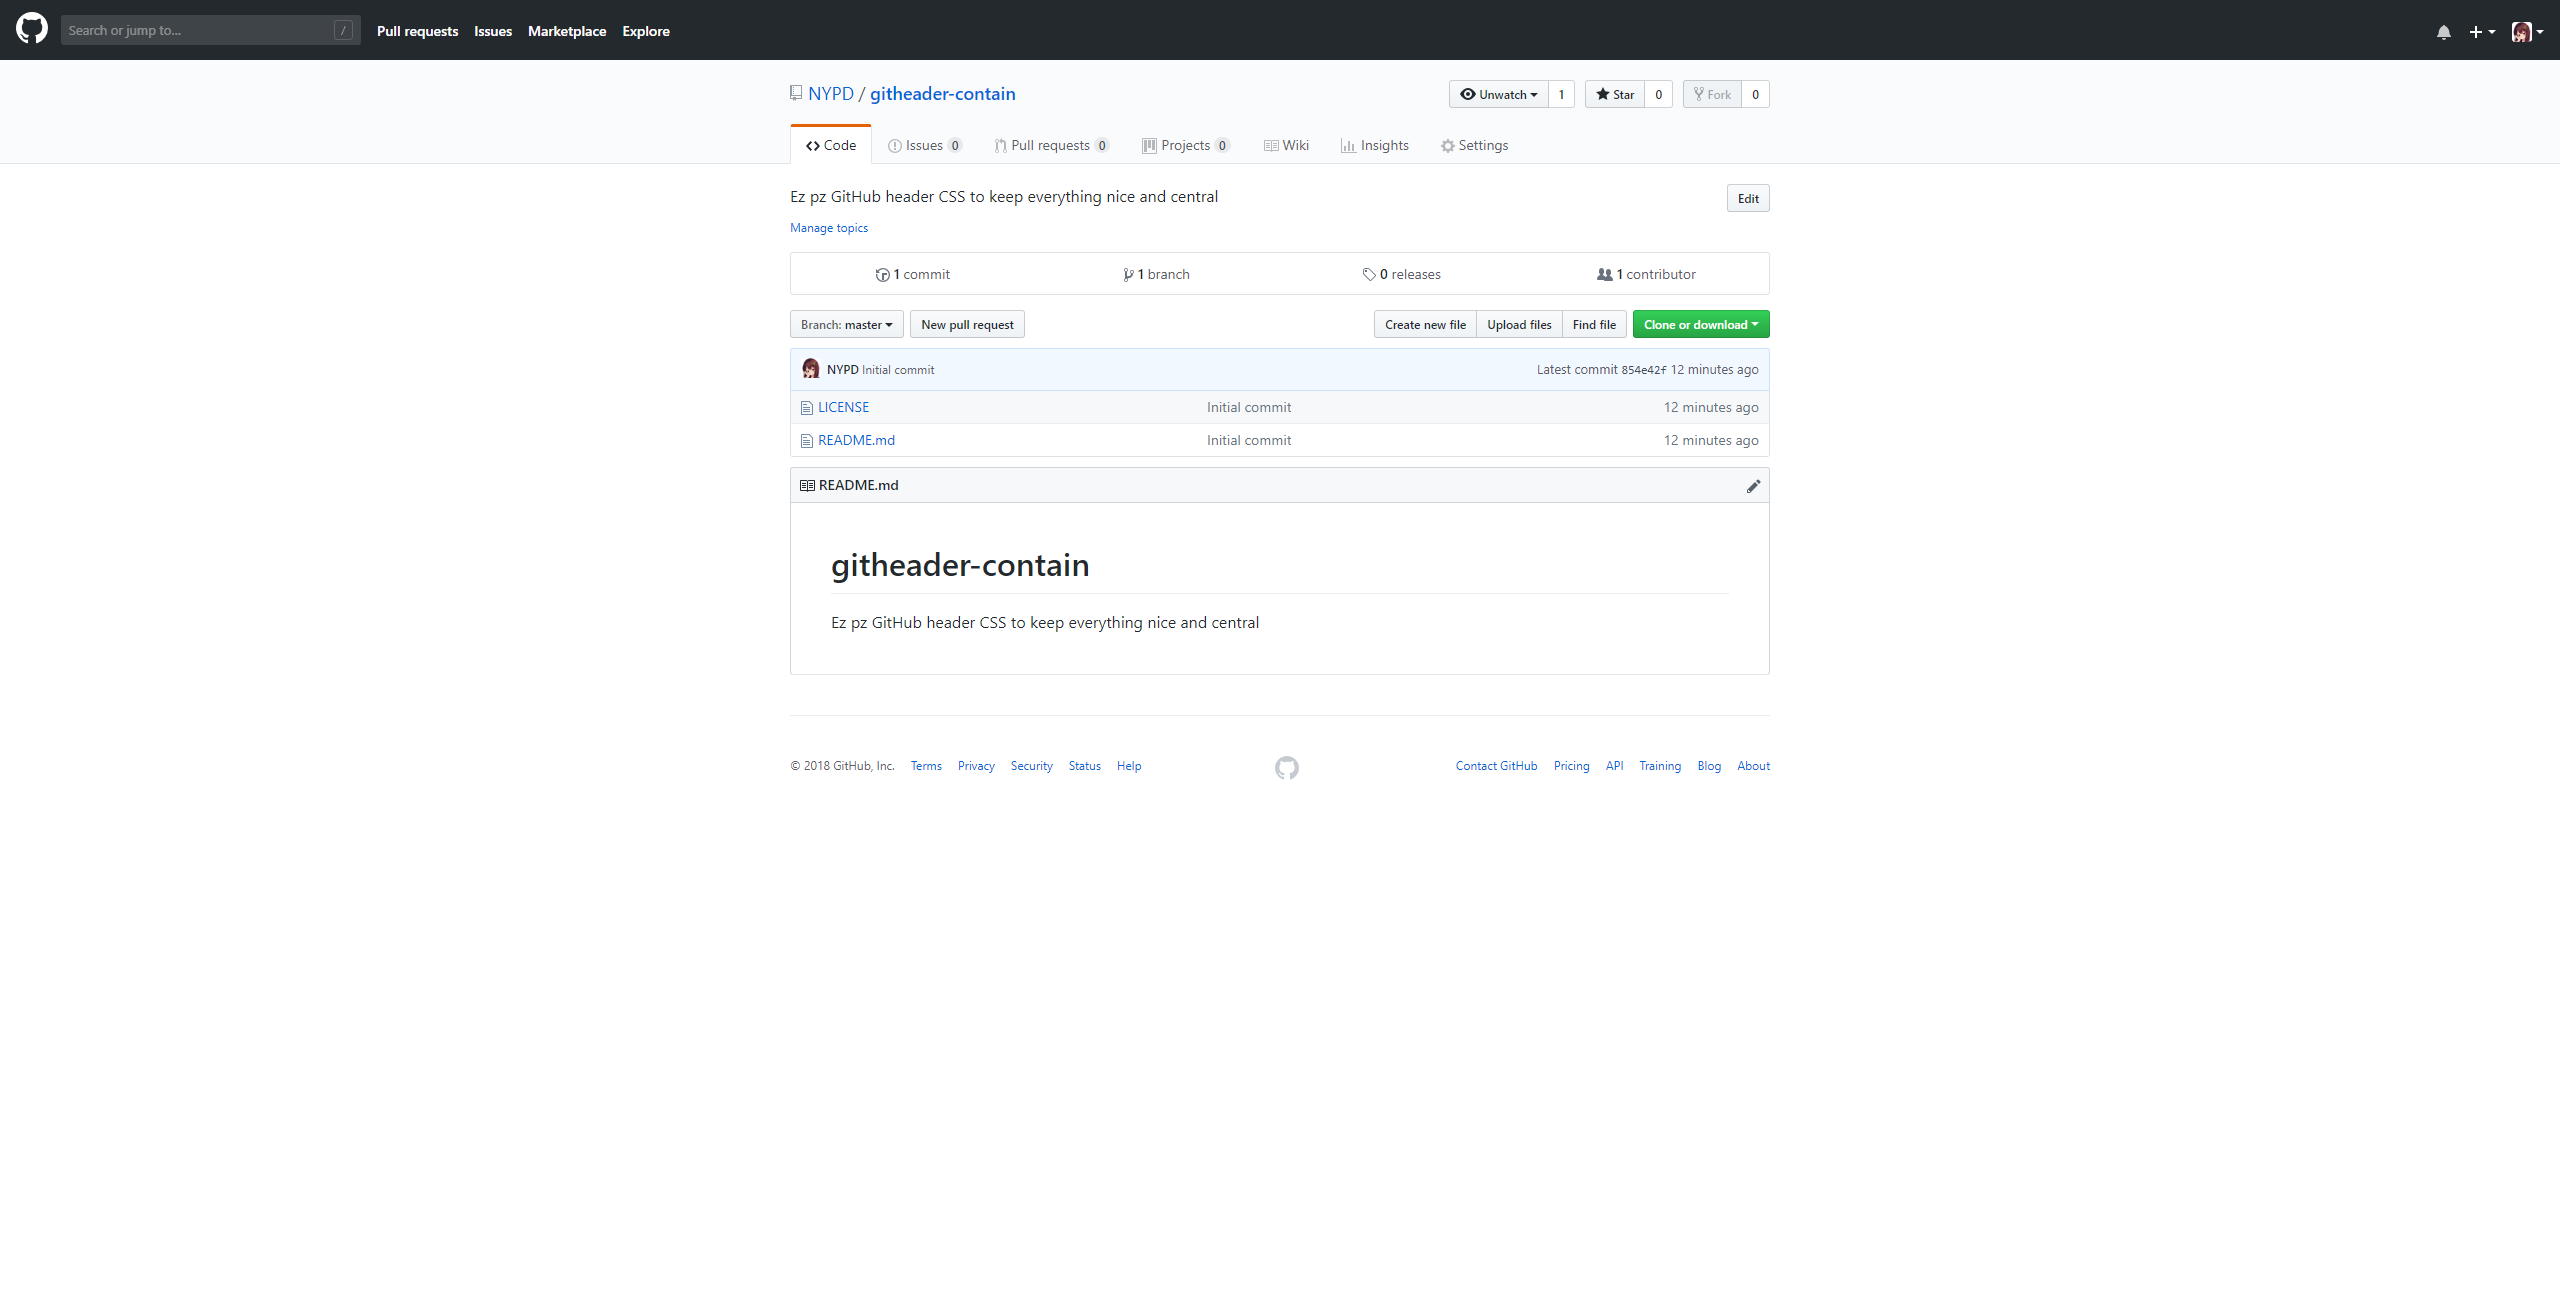 Search or jump to... / Pull requests Issues Marketplace Explore
NYPD / githeader-contain Unwatch 1 Star 0 Fork 0
Code Issues 0 Pull requests 0 Projects 0 Wiki Insights Settings
Ez pz GitHub header CSS to keep everything nice and central Edit
Manage topics
1 commit 1 branch 0 releases 1 contributor
Branch: master New pull request Create new file Upload files Find file Clone or download
NYPD Initial commit Latest commit 854e42f 12 minutes ago
LICENSE Initial commit 12 minutes ago
README.md Initial commit 12 minutes ago
README.md
githeader-contain
Ez pz GitHub header CSS to keep everything nice and central
© 2018 GitHub, Inc. Terms Privacy Security Status Help Contact GitHub Pricing API Training Blog About